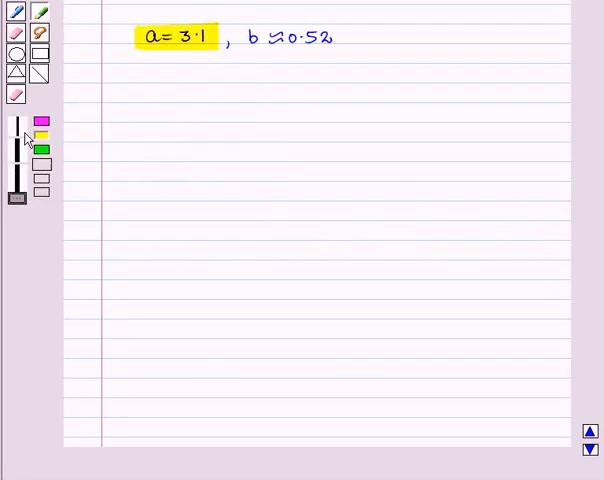 a = 3·1 , b ≈ 0·52